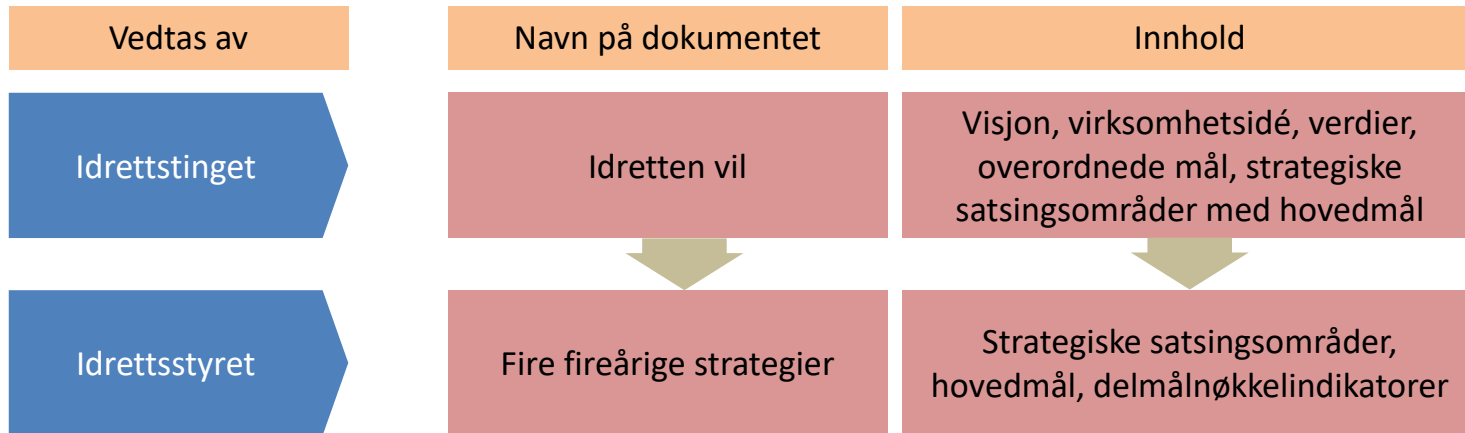 Vedtas av
Navn på dokumentet
Innhold
Idrettstinget
Idretten vil
Visjon, virksomhetsidé, verdier,
overordnede mål, strategiske
satsingsområder med hovedmål
Idrettsstyret
Fire fireårige strategier
Strategiske satsingsområder,
hovedmål, delmålnøkkelindikatorer